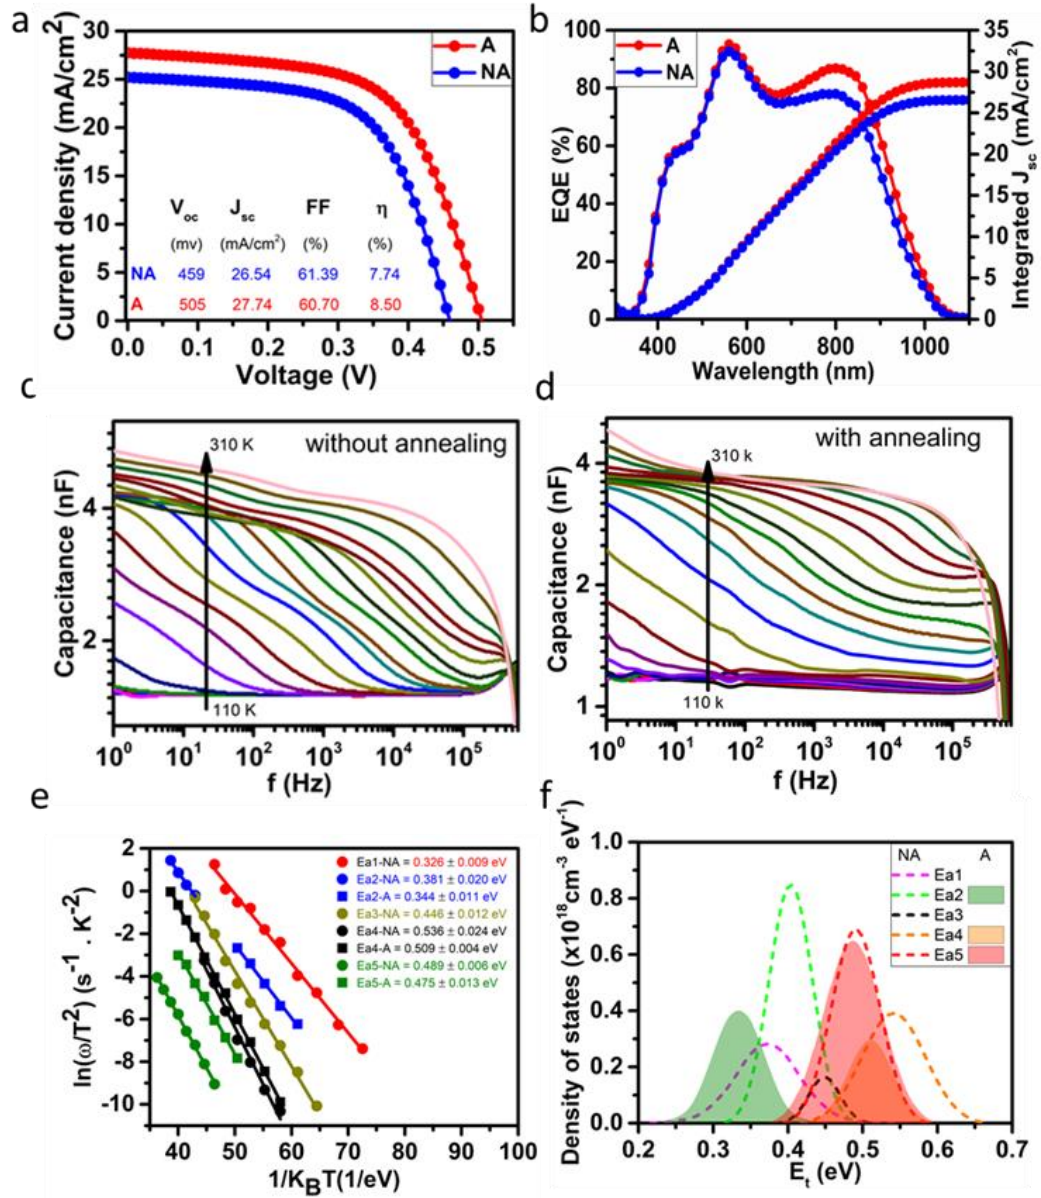 a
30
25
20
15
10
5
0
Current density (mA/cm²)
A
NA
V_oc J_sc FF η
(mv) (mA/cm²) (%) (%)
NA 459 26.54 61.39 7.74
A 505 27.74 60.70 8.50
0.0 0.1 0.2 0.3 0.4 0.5
Voltage (V)
b
100
80
60
40
20
0
EQE (%)
A
NA
35
30
25
20
15
10
5
0
Integrated J_sc (mA/cm²)
400 600 800 1000
Wavelength (nm)
c
Capacitance (nF)
4
2
without annealing
310 K
110 K
10⁰ 10¹ 10² 10³ 10⁴ 10⁵
f (Hz)
d
Capacitance (nF)
4
2
1
with annealing
310 k
110 k
10⁰ 10¹ 10² 10³ 10⁴ 10⁵
f (Hz)
e
2
0
-2
-4
-6
-8
-10
ln(ω/T²) (s⁻¹ . K⁻²)
Ea1-NA = 0.326 ± 0.009 eV
Ea2-NA = 0.381 ± 0.020 eV
Ea2-A = 0.344 ± 0.011 eV
Ea3-NA = 0.446 ± 0.012 eV
Ea4-NA = 0.536 ± 0.024 eV
Ea4-A = 0.509 ± 0.004 eV
Ea5-NA = 0.489 ± 0.006 eV
Ea5-A = 0.475 ± 0.013 eV
40 50 60 70 80 90 100
1/K_BT(1/eV)
f
1.0
0.8
0.6
0.4
0.2
0.0
Density of states (x10¹⁸cm⁻³ eV⁻¹)
NA A
Ea1
Ea2
Ea3
Ea4
Ea5
0.2 0.3 0.4 0.5 0.6 0.7
E_t (eV)